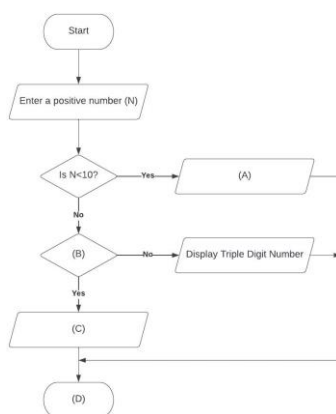 Start
Enter a positive number (N)
Is N<10?
Yes
(A)
No
(B)
No
Display Triple Digit Number
Yes
(C)
(D)